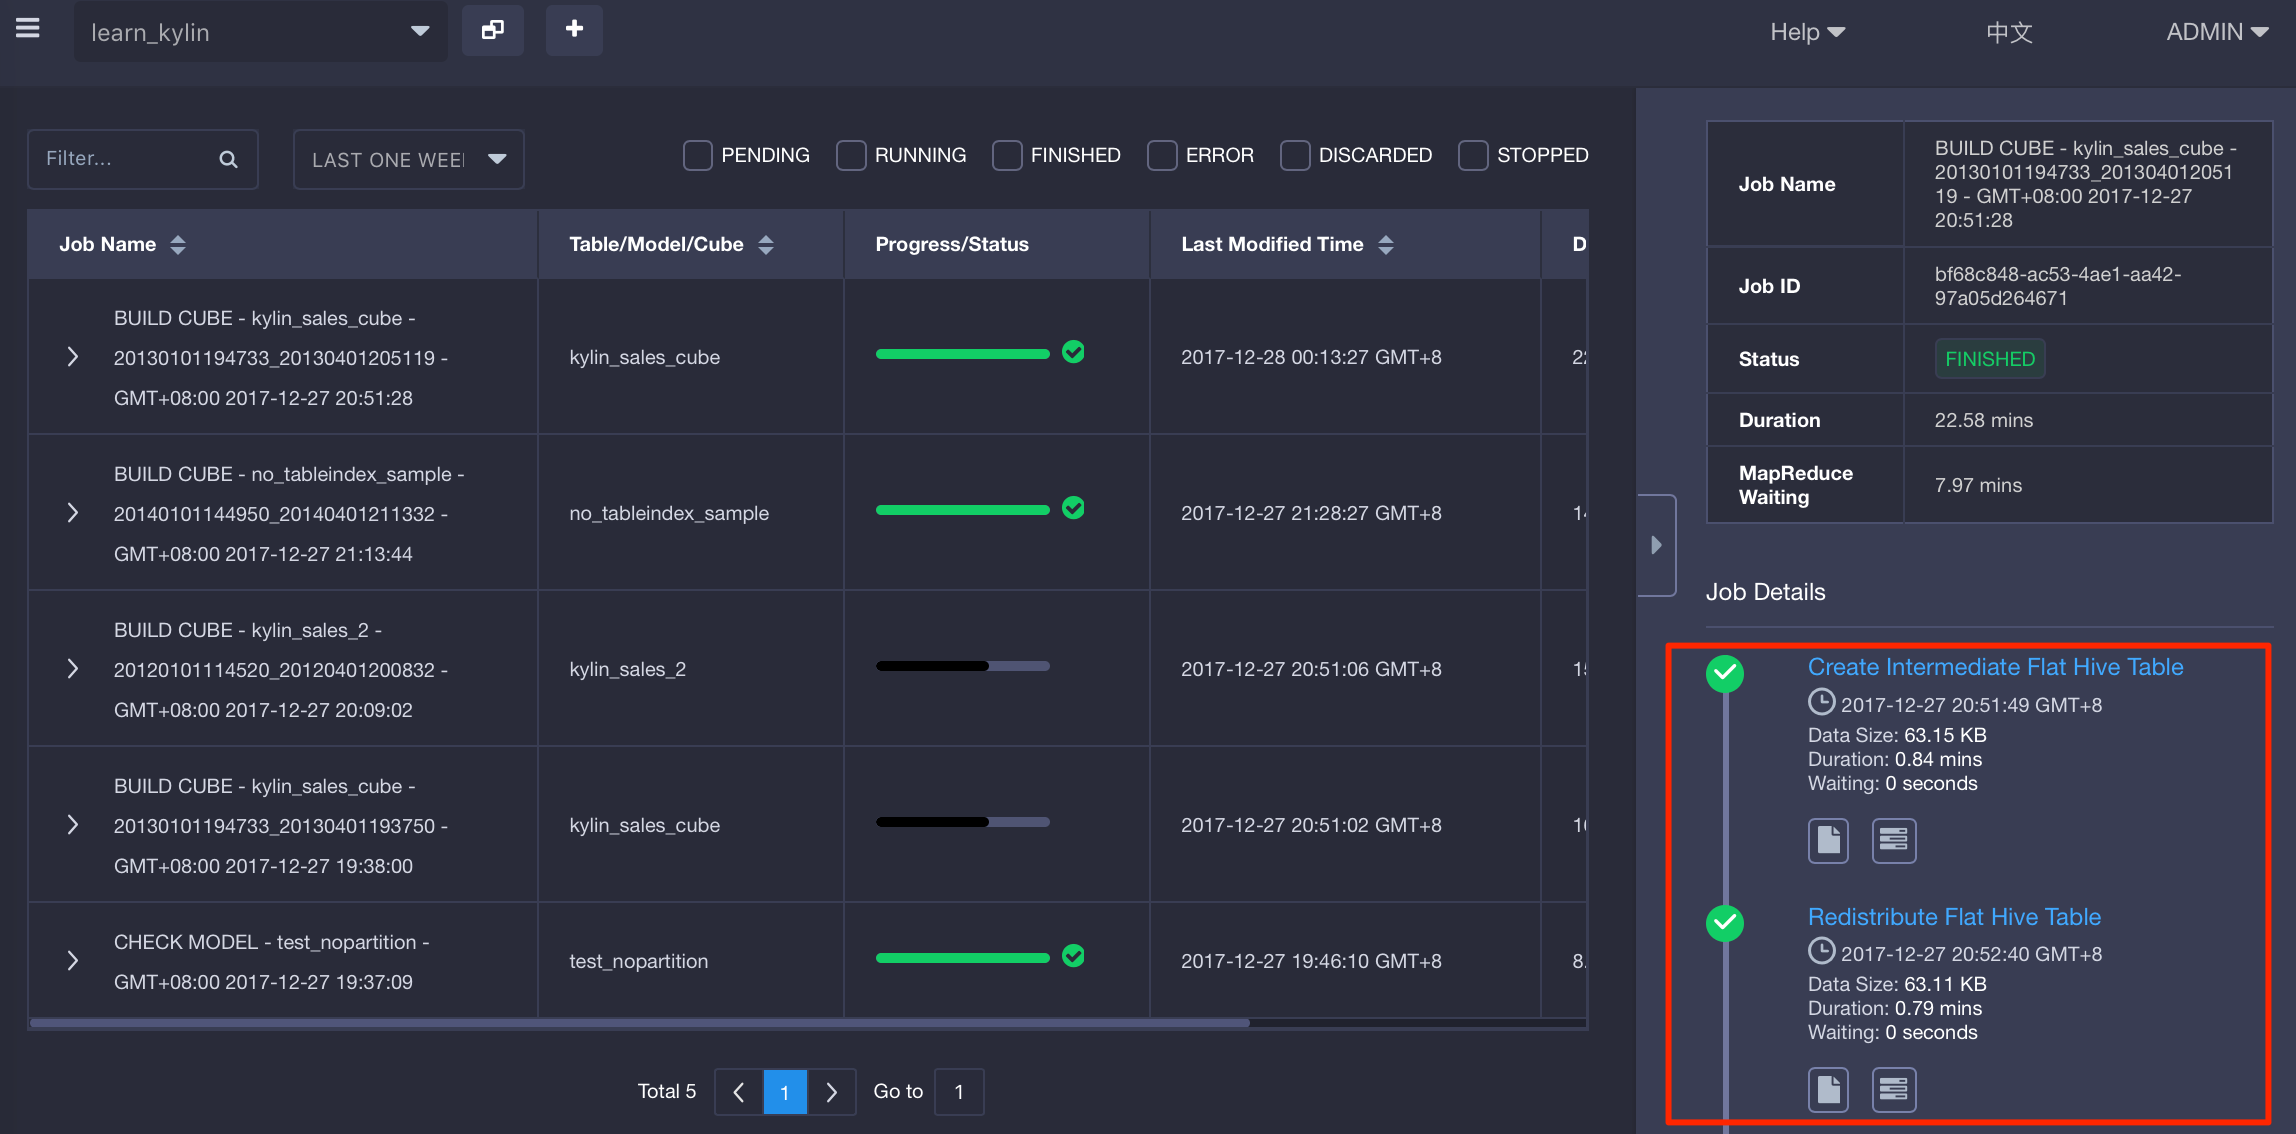 learn_kylin
Help
中文
ADMIN
Filter...
LAST ONE WEE
PENDING
RUNNING
FINISHED
ERROR
DISCARDED
STOPPED
Job Name
Table/Model/Cube
Progress/Status
Last Modified Time
D
BUILD CUBE - kylin_sales_cube -
20130101194733_20130401205119 -
GMT+08:00 2017-12-27 20:51:28
kylin_sales_cube
2017-12-28 00:13:27 GMT+8
BUILD CUBE - no_tableindex_sample -
20140101144950_20140401211332 -
GMT+08:00 2017-12-27 21:13:44
no_tableindex_sample
2017-12-27 21:28:27 GMT+8
BUILD CUBE - kylin_sales_2 -
20120101114520_20120401200832 -
GMT+08:00 2017-12-27 20:09:02
kylin_sales_2
2017-12-27 20:51:06 GMT+8
BUILD CUBE - kylin_sales_cube -
20130101194733_20130401193750 -
GMT+08:00 2017-12-27 19:38:00
kylin_sales_cube
2017-12-27 20:51:02 GMT+8
CHECK MODEL - test_nopartition -
GMT+08:00 2017-12-27 19:37:09
test_nopartition
2017-12-27 19:46:10 GMT+8
8.
Total 5
1
Go to
1
Job Name
BUILD CUBE - kylin_sales_cube -
20130101194733_201304012051
19 - GMT+08:00 2017-12-27
20:51:28
Job ID
bf68c848-ac53-4ae1-aa42-
97a05d264671
Status
FINISHED
Duration
22.58 mins
MapReduce
Waiting
7.97 mins
Job Details
Create Intermediate Flat Hive Table
2017-12-27 20:51:49 GMT+8
Data Size: 63.15 KB
Duration: 0.84 mins
Waiting: 0 seconds
Redistribute Flat Hive Table
2017-12-27 20:52:40 GMT+8
Data Size: 63.11 KB
Duration: 0.79 mins
Waiting: 0 seconds